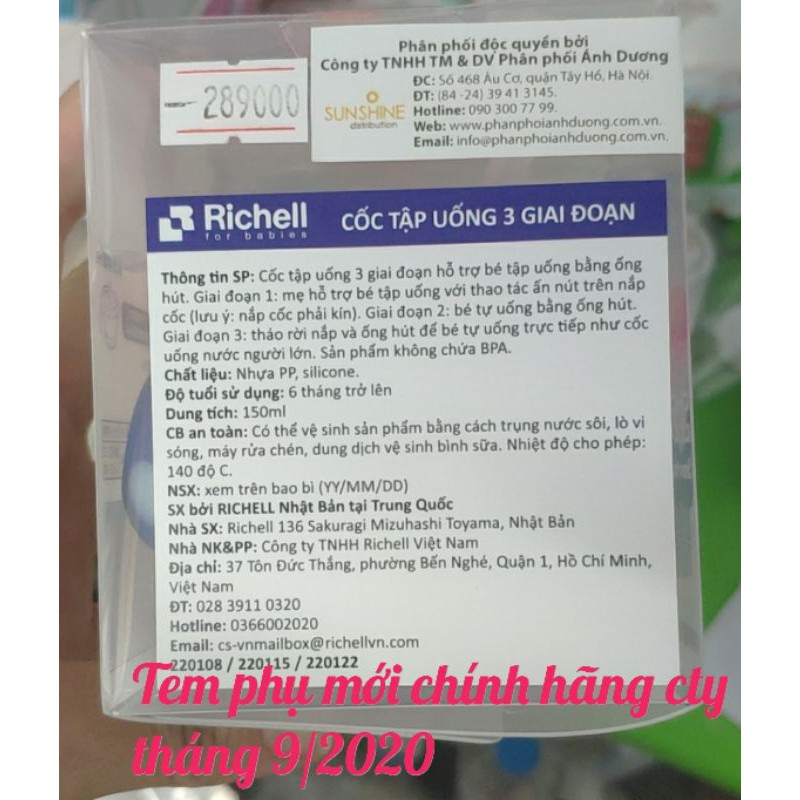 289000
Phân phối độc quyền bởi
Công ty TNHH TM & DV Phân phối Ánh Dương
ĐC: Số 468 Âu Cơ, quận Tây Hồ, Hà Nội.
ĐT: (84 -24) 39 41 3145.
Hotline: 090 300 77 99.
Web: www.phanphoianhduong.com.vn.
Email: info@phanphoianhduong.com.vn.
SUNSHINE
distribution
Richell
for babies
CỐC TẬP UỐNG 3 GIAI ĐOẠN
Thông tin SP: Cốc tập uống 3 giai đoạn hỗ trợ bé tập uống bằng ống
hút. Giai đoạn 1: mẹ hỗ trợ bé tập uống với thao tác ấn nút trên nắp
cốc (lưu ý: nắp cốc phải kín). Giai đoạn 2: bé tự uống bằng ống hút.
Giai đoạn 3: tháo rời nắp và ống hút để bé tự uống trực tiếp như cốc
uống nước người lớn. Sản phẩm không chứa BPA.
Chất liệu: Nhựa PP, silicone.
Độ tuổi sử dụng: 6 tháng trở lên
Dung tích: 150ml
CB an toàn: Có thể vệ sinh sản phẩm bằng cách trụng nước sôi, lò vi
sóng, máy rửa chén, dung dịch vệ sinh bình sữa. Nhiệt độ cho phép:
140 độ C.
NSX: xem trên bao bì (YY/MM/DD)
SX bởi RICHELL Nhật Bản tại Trung Quốc
Nhà SX: Richell 136 Sakuragi Mizuhashi Toyama, Nhật Bản
Nhà NK&PP: Công ty TNHH Richell Việt Nam
Địa chỉ: 37 Tôn Đức Thắng, phường Bến Nghé, Quận 1, Hồ Chí Minh,
Việt Nam
ĐT: 028 3911 0320
Hotline: 0366002020
Email: cs-vnmailbox@richellvn.com
220108 / 220115 / 220122
Tem phụ mới chính hãng cty
tháng 9/2020